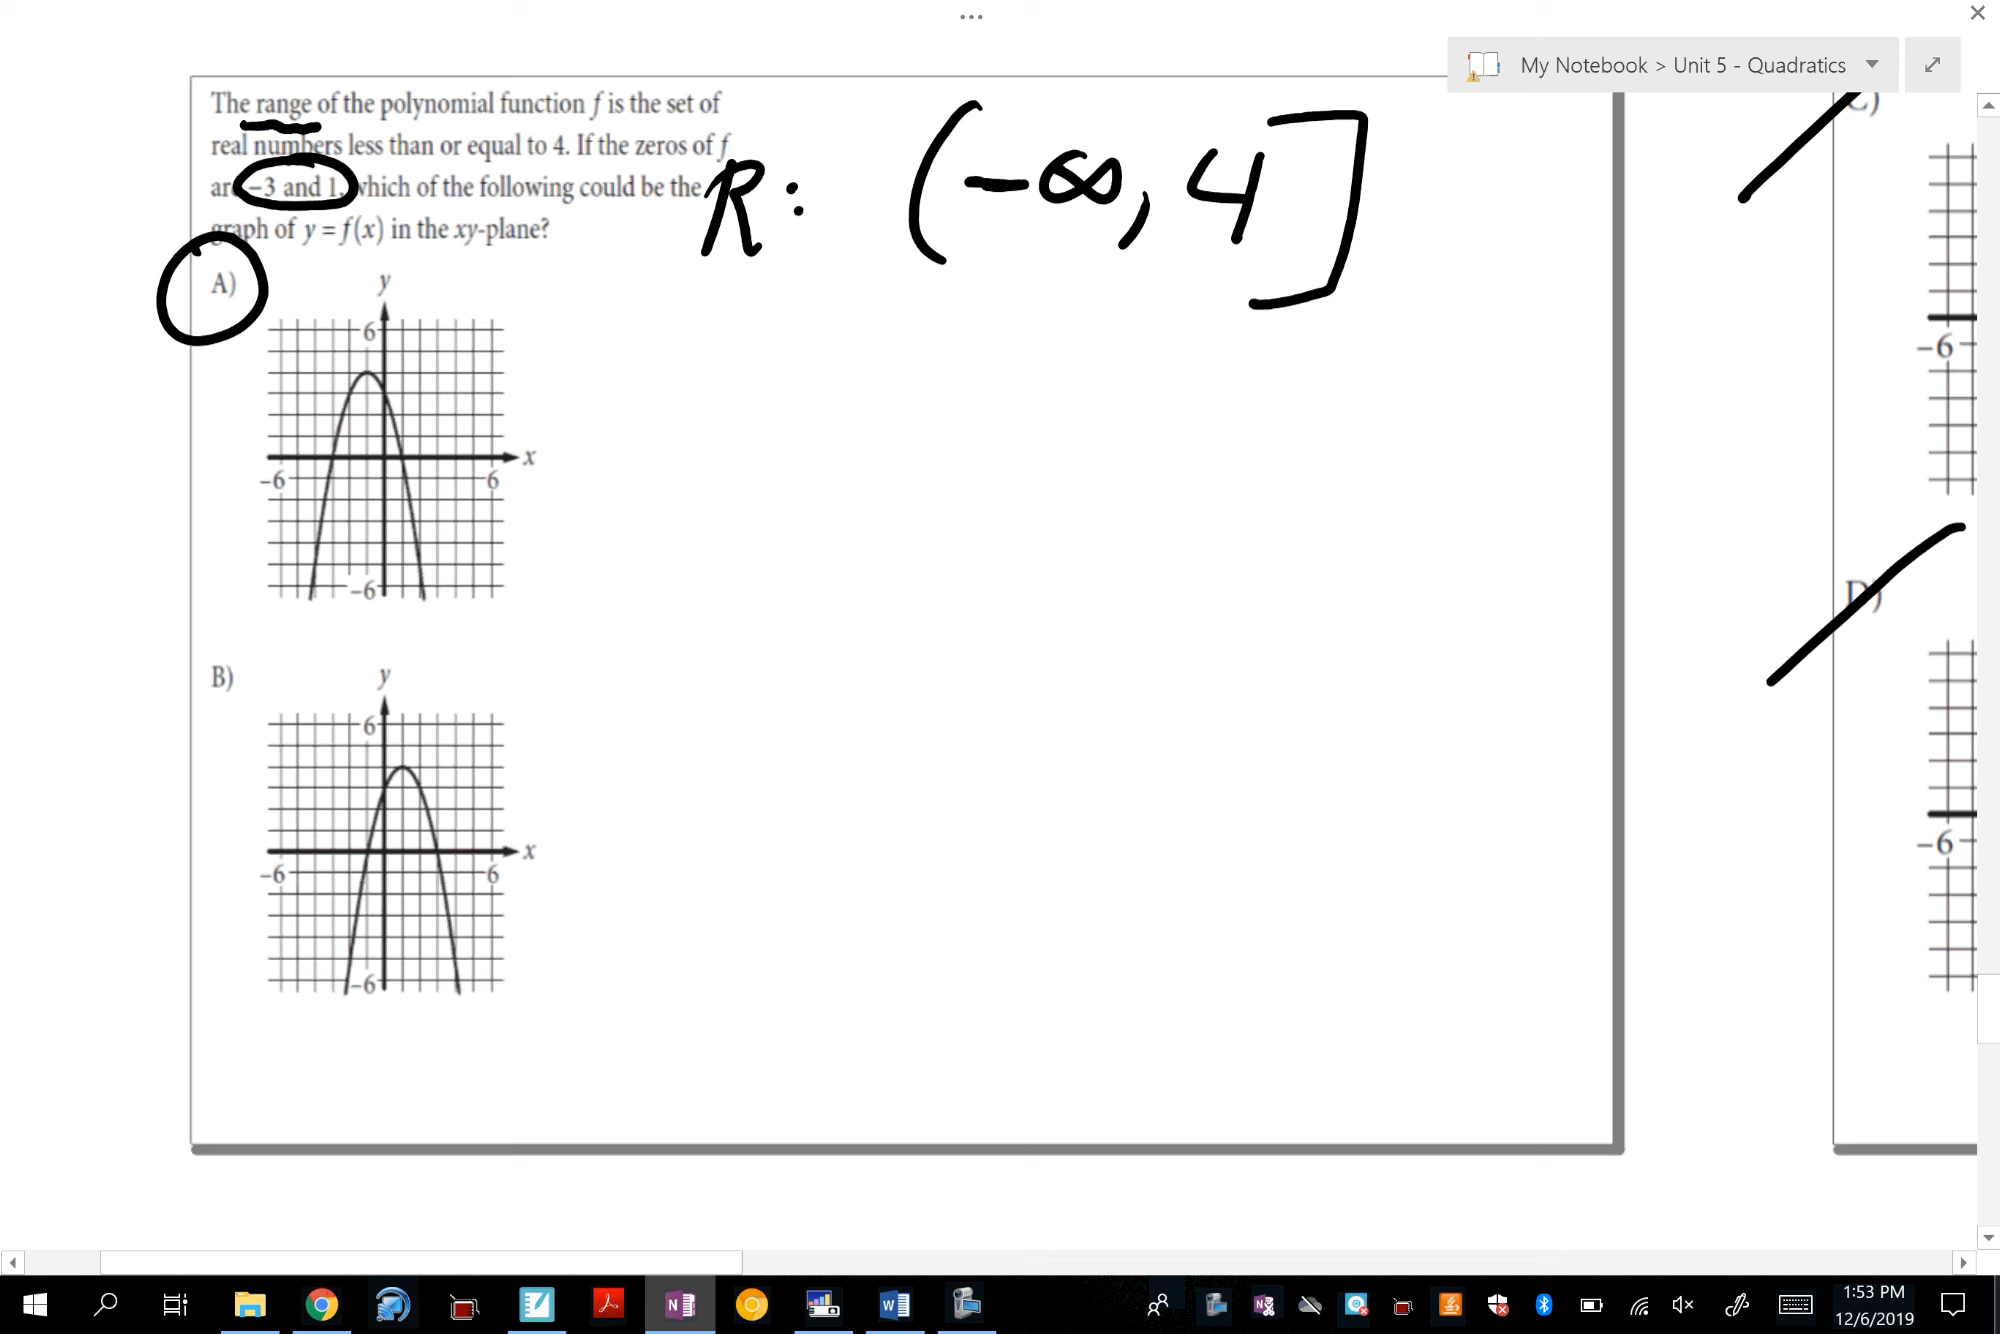 ...
My Notebook > Unit 5 - Quadratics
The range of the polynomial function f is the set of
real numbers less than or equal to 4. If the zeros of f
are −3 and 1, which of the following could be the
graph of y = f(x) in the xy-plane?
R: (-∞, 4]
A)
y
6
x
-6
6
-6
B)
y
6
x
-6
6
-6
C)
-6
D)
-6
1:53 PM
12/6/2019